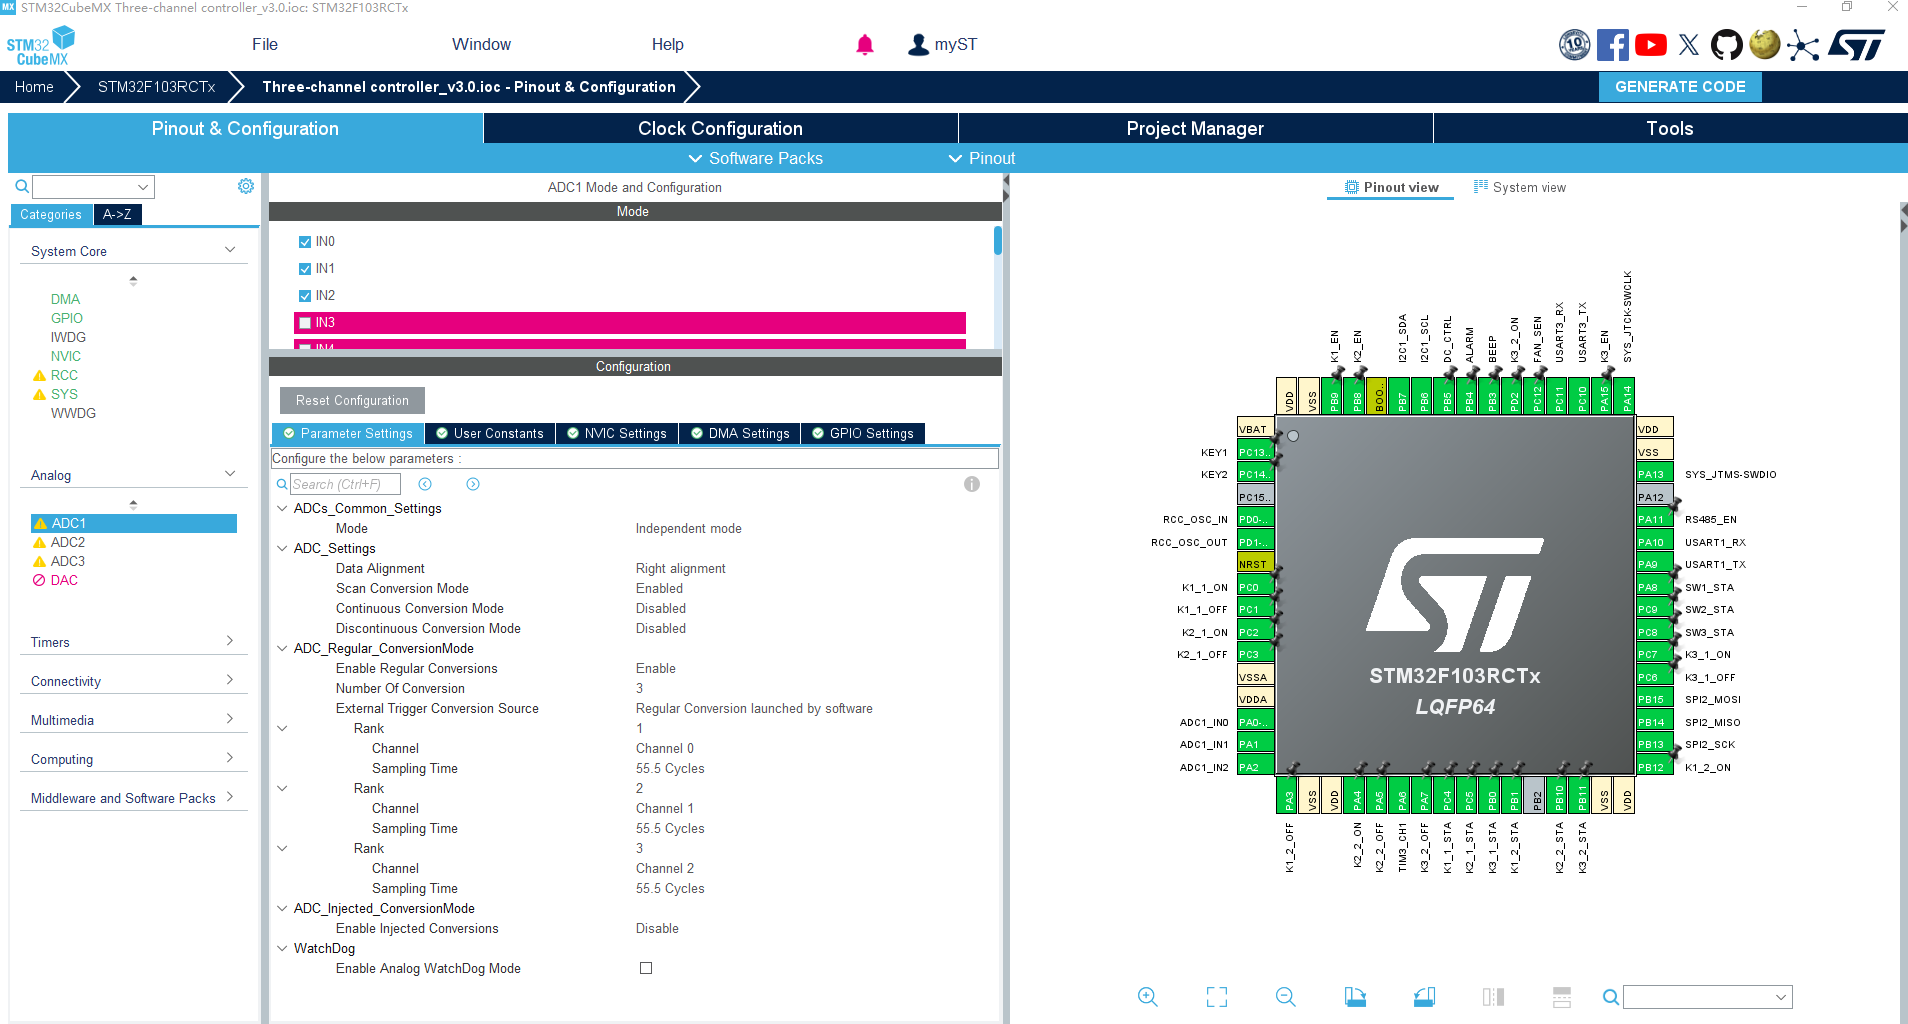 MX STM32CubeMX Three-channel controller_v3.0.ioc: STM32F103RCTx
STM32 CubeMX
File
Window
Help
myST
Home
STM32F103RCTx
Three-channel controller_v3.0.ioc - Pinout & Configuration
GENERATE CODE
Pinout & Configuration
Clock Configuration
Project Manager
Tools
Software Packs
Pinout
Categories
A->Z
System Core
DMA
GPIO
IWDG
NVIC
RCC
SYS
WWDG
Analog
ADC1
ADC2
ADC3
DAC
Timers
Connectivity
Multimedia
Computing
Middleware and Software Packs
ADC1 Mode and Configuration
Mode
IN0
IN1
IN2
IN3
IN4
Configuration
Reset Configuration
Parameter Settings
User Constants
NVIC Settings
DMA Settings
GPIO Settings
Configure the below parameters :
Search (Ctrl+F)
ADCs_Common_Settings
Mode Independent mode
ADC_Settings
Data Alignment Right alignment
Scan Conversion Mode Enabled
Continuous Conversion Mode Disabled
Discontinuous Conversion Mode Disabled
ADC_Regular_ConversionMode
Enable Regular Conversions Enable
Number Of Conversion 3
External Trigger Conversion Source Regular Conversion launched by software
Rank 1
Channel Channel 0
Sampling Time 55.5 Cycles
Rank 2
Channel Channel 1
Sampling Time 55.5 Cycles
Rank 3
Channel Channel 2
Sampling Time 55.5 Cycles
ADC_Injected_ConversionMode
Enable Injected Conversions Disable
WatchDog
Enable Analog WatchDog Mode
Pinout view
System view
K1_EN
K2_EN
I2C1_SDA
I2C1_SCL
DC_CTRL
ALARM
BEEP
K3_2_ON
FAN_SEN
USART3_RX
USART3_TX
K3_EN
SYS_JTCK-SWCLK
VDD
VSS
PB9
PB8
BOO..
PB7
PB6
PB5
PB4
PB3
PD2
PC12
PC11
PC10
PA15
PA14
VBAT
KEY1 PC13..
KEY2 PC14..
PC15..
RCC_OSC_IN PD0-..
RCC_OSC_OUT PD1-..
NRST
K1_1_ON PC0
K1_1_OFF PC1
K2_1_ON PC2
K2_1_OFF PC3
VSSA
VDDA
ADC1_IN0 PA0-..
ADC1_IN1 PA1
ADC1_IN2 PA2
STM32F103RCTx
LQFP64
VDD
VSS
PA13 SYS_JTMS-SWDIO
PA12
PA11 RS485_EN
PA10 USART1_RX
PA9 USART1_TX
PA8 SW1_STA
PC9 SW2_STA
PC8 SW3_STA
PC7 K3_1_ON
PC6 K3_1_OFF
PB15 SPI2_MOSI
PB14 SPI2_MISO
PB13 SPI2_SCK
PB12 K1_2_ON
PA3
VSS
VDD
PA4
PA5
PA6
PA7
PC4
PC5
PB0
PB1
PB2
PB10
PB11
VSS
VDD
K1_2_OFF
K2_2_ON
K2_2_OFF
TIM3_CH1
K3_2_OFF
K1_1_STA
K2_1_STA
K3_1_STA
K1_2_STA
K2_2_STA
K3_2_STA